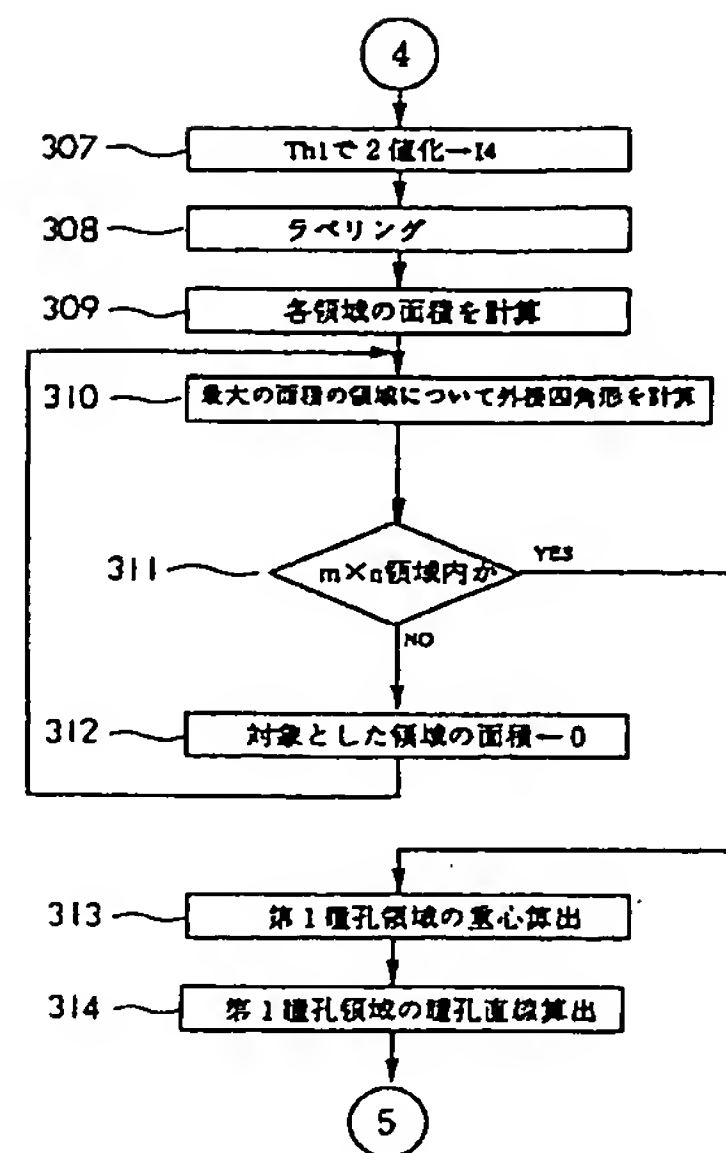 4
307 Th1で2値化→I4
308 ラベリング
309 各領域の面積を計算
310 最大の面積の領域について外接四角形を計算
311 m×n領域内か YES
NO
312 対象とした領域の面積←0
313 第1瞳孔領域の重心算出
314 第1瞳孔領域の瞳孔直径算出
5